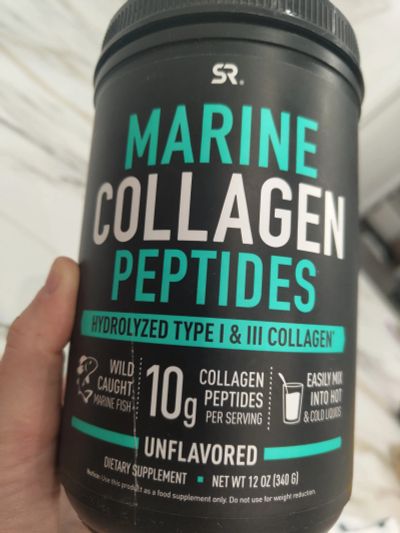 SR®
MARINE
COLLAGEN
PEPTIDES
HYDROLYZED TYPE I & III COLLAGEN*
WILD
CAUGHT
MARINE FISH
10g
COLLAGEN
PEPTIDES
PER SERVING
EASILY MIX
INTO HOT
& COLD LIQUIDS
UNFLAVORED
DIETARY SUPPLEMENT ▪ NET WT 12 OZ (340 G)
Notice: Use this product as a food supplement only. Do not use for weight reduction.